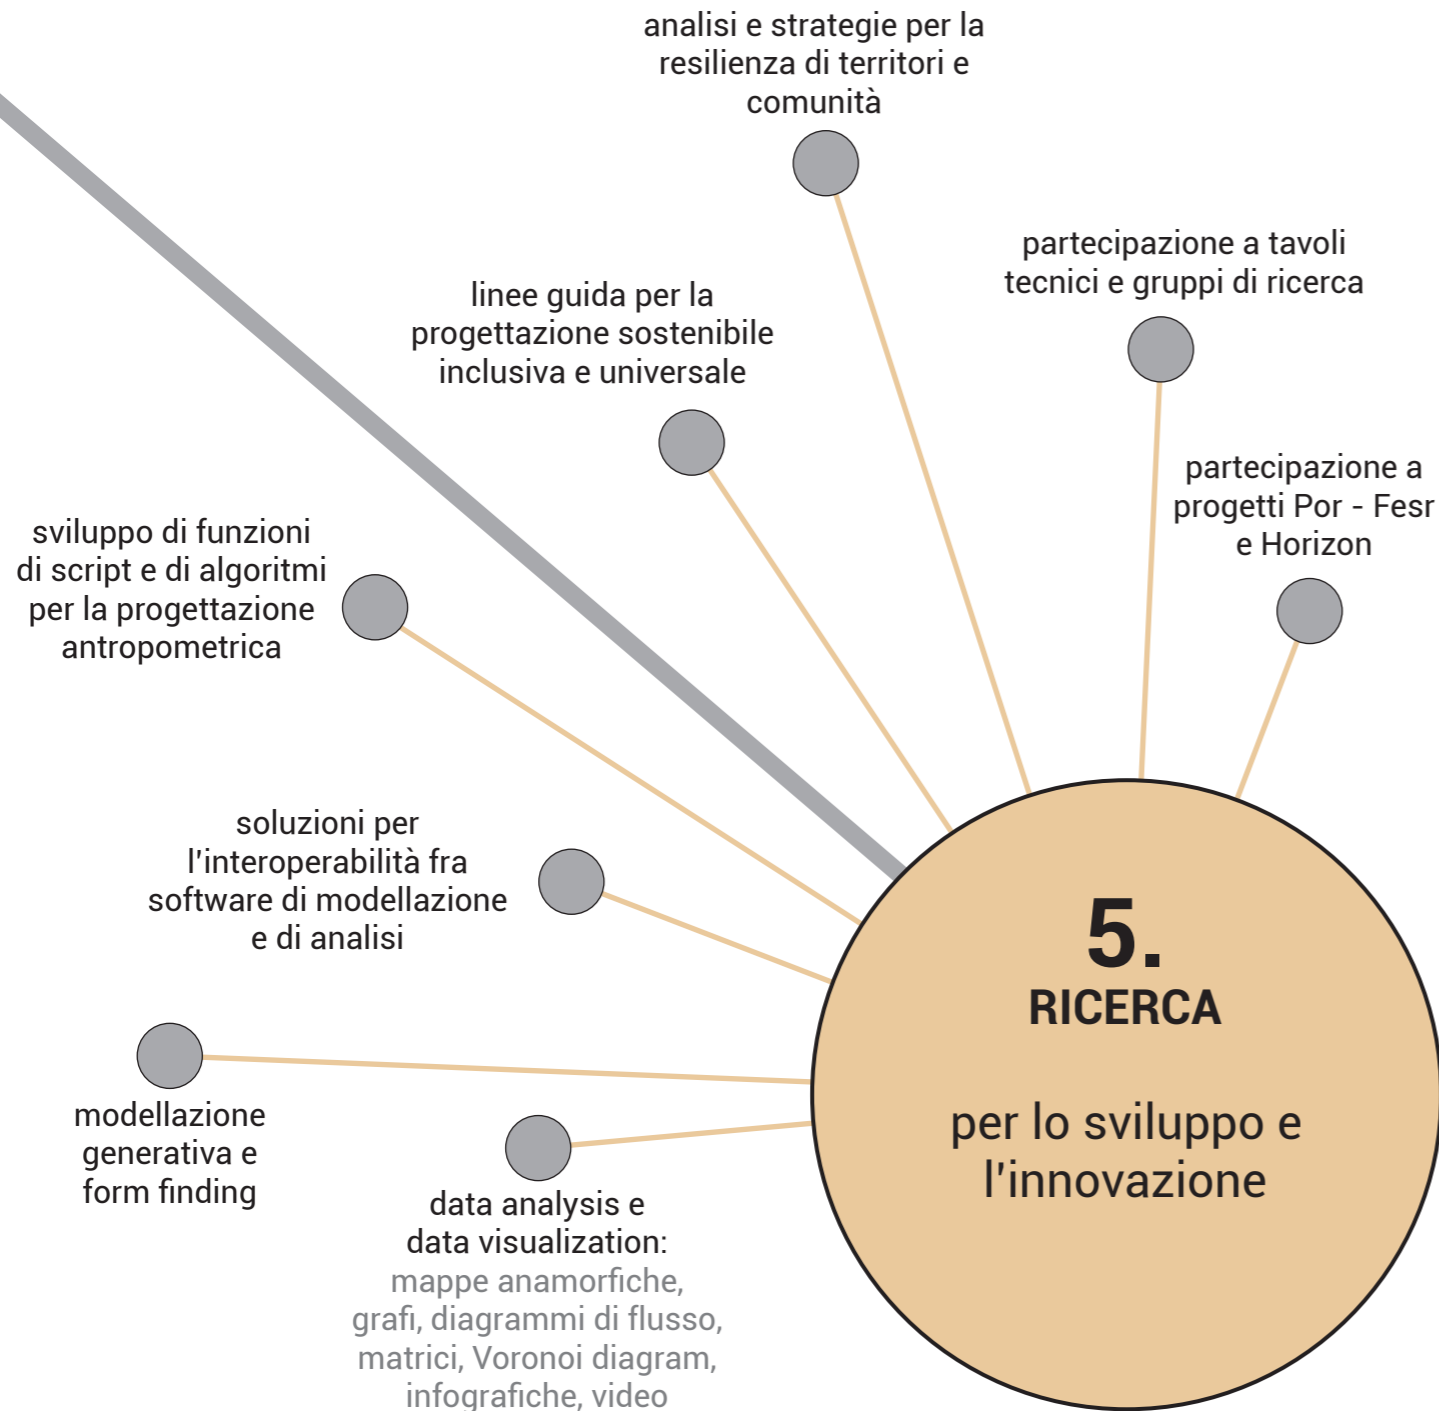 analisi e strategie per la
resilienza di territori e
comunità
partecipazione a tavoli
tecnici e gruppi di ricerca
linee guida per la
progettazione sostenibile
inclusiva e universale
partecipazione a
progetti Por - Fesr
e Horizon
sviluppo di funzioni
di script e di algoritmi
per la progettazione
antropometrica
soluzioni per
l'interoperabilità fra
software di modellazione
e di analisi
5.
RICERCA
per lo sviluppo e
l'innovazione
modellazione
generativa e
form finding
data analysis e
data visualization:
mappe anamorfiche,
grafi, diagrammi di flusso,
matrici, Voronoi diagram,
infografiche, video